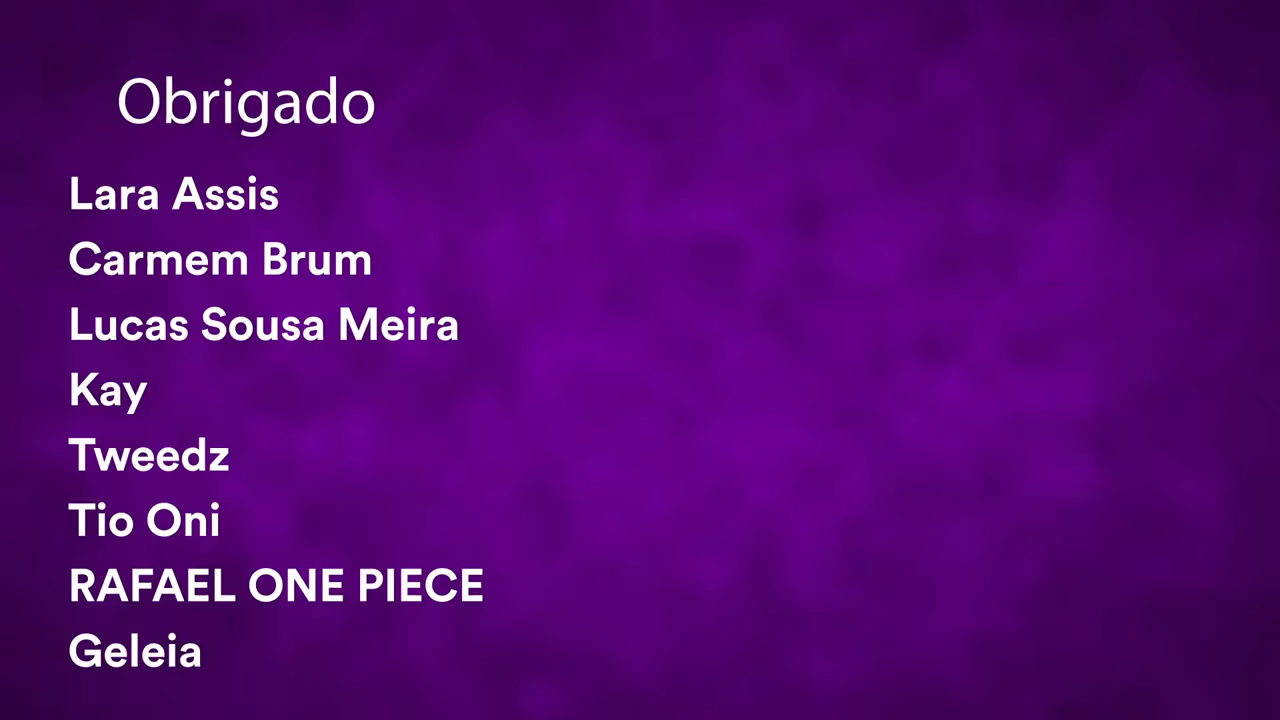 Obrigado
Lara Assis
Carmem Brum
Lucas Sousa Meira
Kay
Tweedz
Tio Oni
RAFAEL ONE PIECE
Geleia